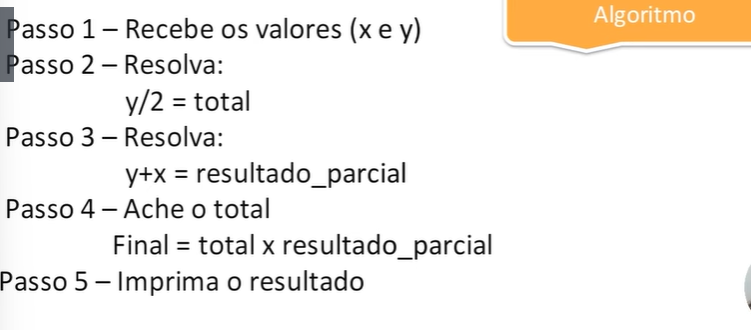 Algoritmo
Passo 1 – Recebe os valores (x e y)
Passo 2 – Resolva:
y/2 = total
Passo 3 – Resolva:
y+x = resultado_parcial
Passo 4 – Ache o total
Final = total x resultado_parcial
Passo 5 – Imprima o resultado